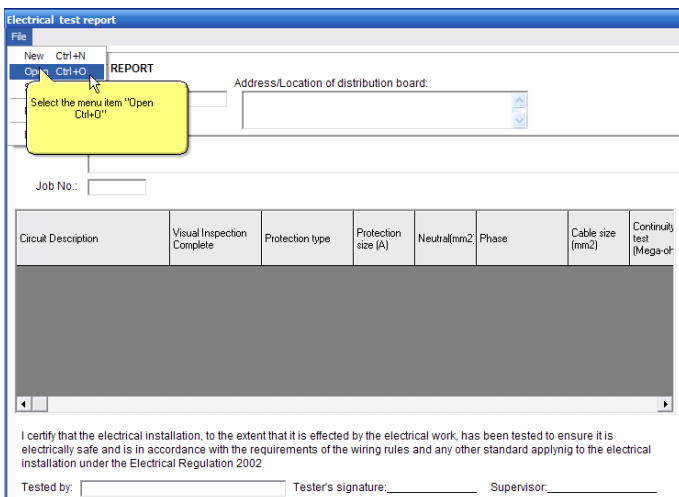 Electrical test report
File
New Ctrl+N
Open Ctrl+O
REPORT
Select the menu item "Open
Ctrl+O"
Address/Location of distribution board:
Job No.:
Circuit Description
Visual Inspection
Complete
Protection type
Protection
size (A)
Neutral(mm2
Phase
Cable size
(mm2)
Continuity
test
(Mega-oh
I certify that the electrical installation, to the extent that it is effected by the electrical work, has been tested to ensure it is
electrically safe and is in accordance with the requirements of the wiring rules and any other standard applynig to the electrical
installation under the Electrical Regulation 2002
Tested by: Tester's signature: Supervisor: